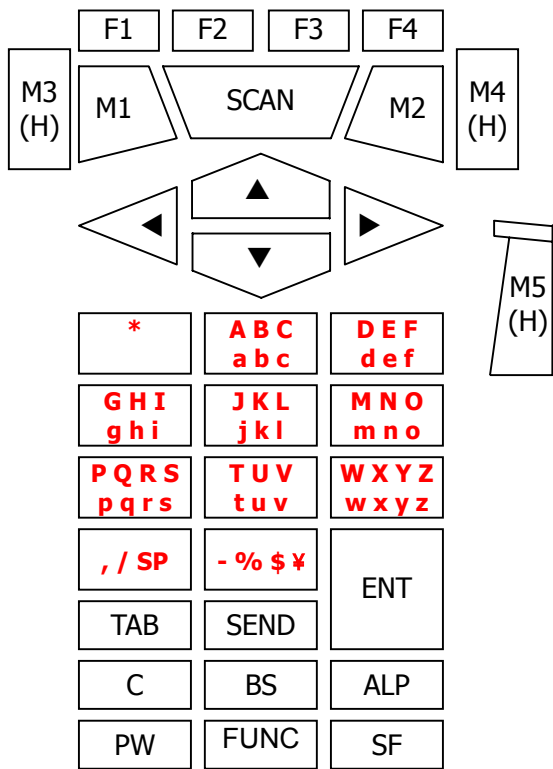 F1 F2 F3 F4
M3 (H)
M1 SCAN M2
M4 (H)
▲
◀ ▶
▼
M5 (H)
* A B C D E F
a b c d e f
G H I J K L M N O
g h i j k l m n o
P Q R S T U V W X Y Z
p q r s t u v w x y z
, / SP - % $ ¥
ENT
TAB SEND
C BS ALP
PW FUNC SF